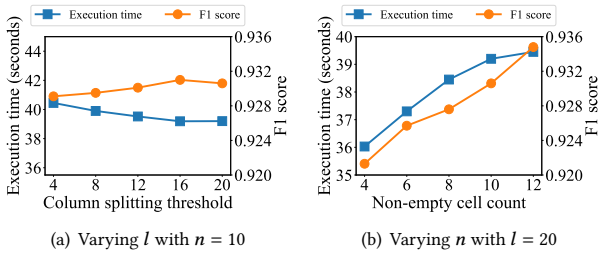 Execution time F1 score
Execution time (seconds)
44
42
40
38
36
0.936
0.932
0.928
0.924
0.920
F1 score
4 8 12 16 20
Column splitting threshold
(a) Varying l with n = 10
Execution time F1 score
Execution time (seconds)
40
39
38
37
36
35
0.936
0.932
0.928
0.924
0.920
F1 score
4 6 8 10 12
Non-empty cell count
(b) Varying n with l = 20